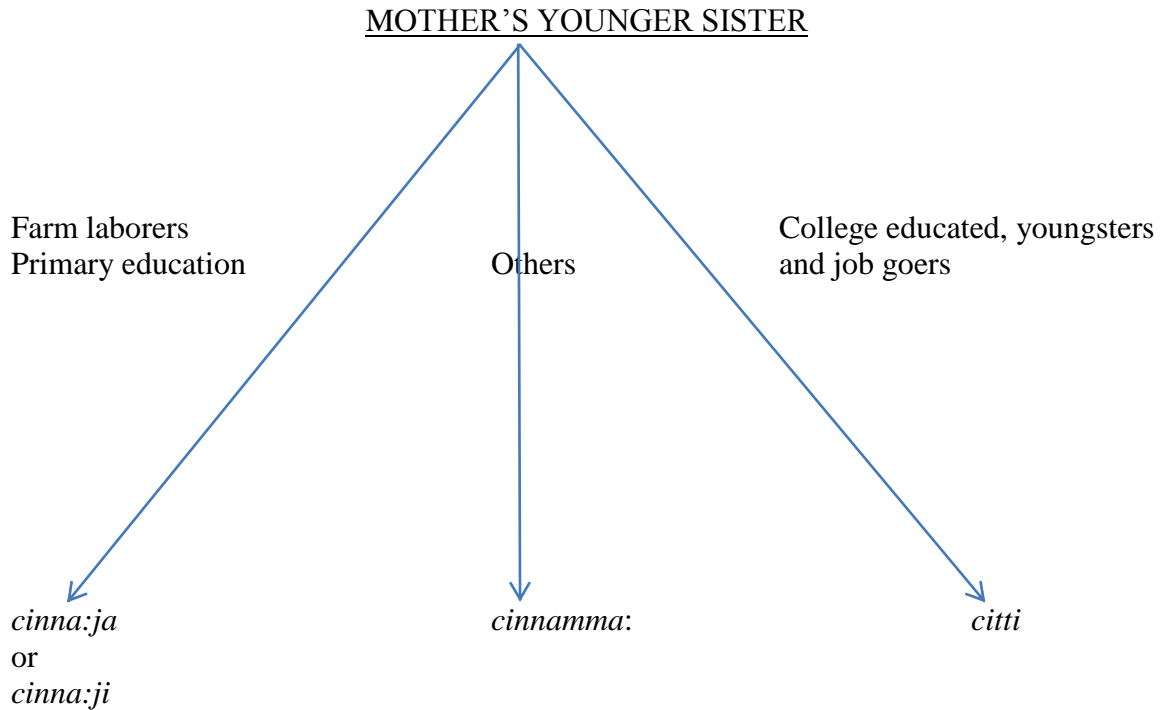 MOTHER’S YOUNGER SISTER
Farm laborers
Primary education
Others
College educated, youngsters
and job goers
cinna:ja
or
cinna:ji
cinnamma:
citti